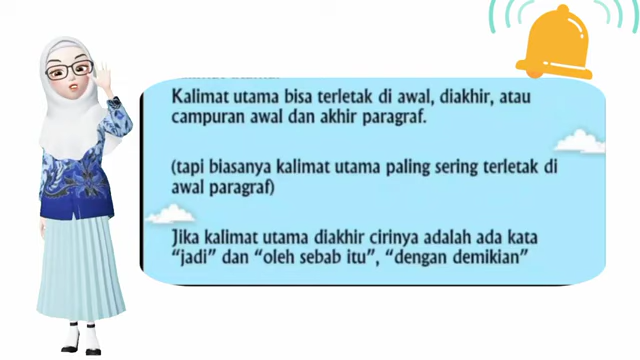 Kalimat utama bisa terletak di awal, diakhir, atau
campuran awal dan akhir paragraf.
(tapi biasanya kalimat utama paling sering terletak di
awal paragraf)
Jika kalimat utama diakhir cirinya adalah ada kata
“jadi” dan “oleh sebab itu”, “dengan demikian”